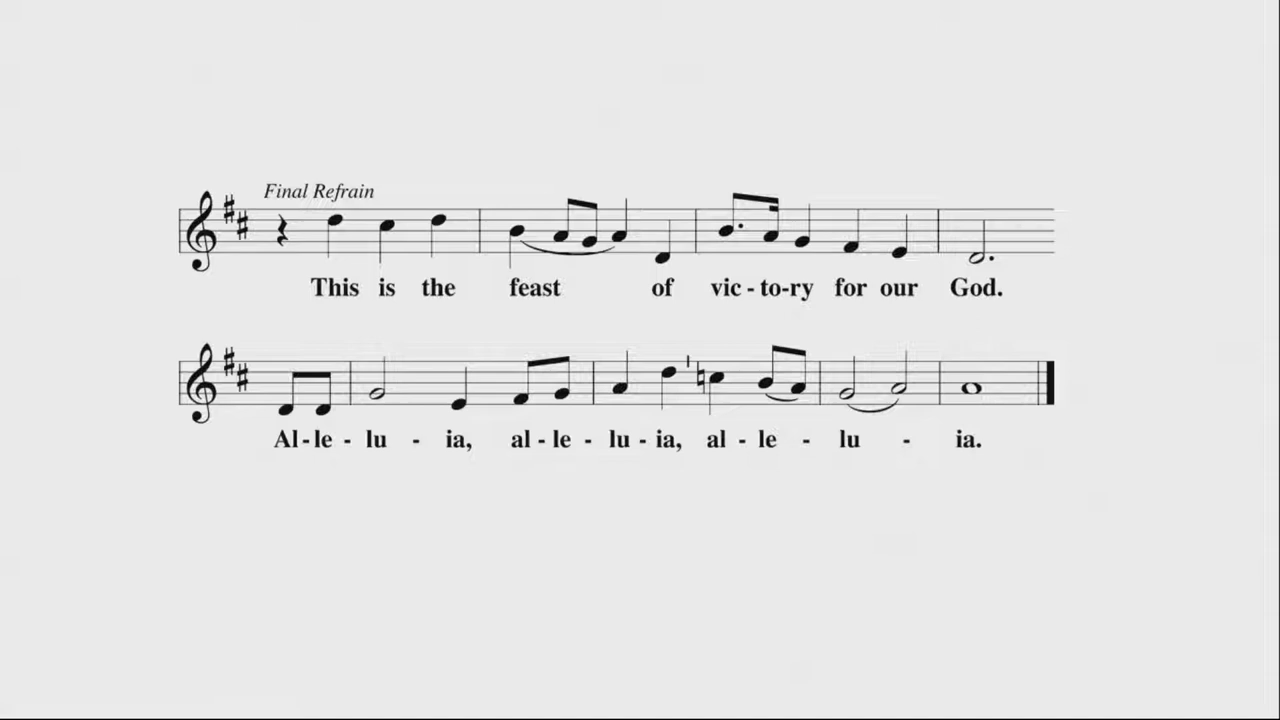 Final Refrain
This is the feast of vic - to-ry for our God.
Al - le - lu - ia, al - le - lu - ia, al - le - lu - ia.